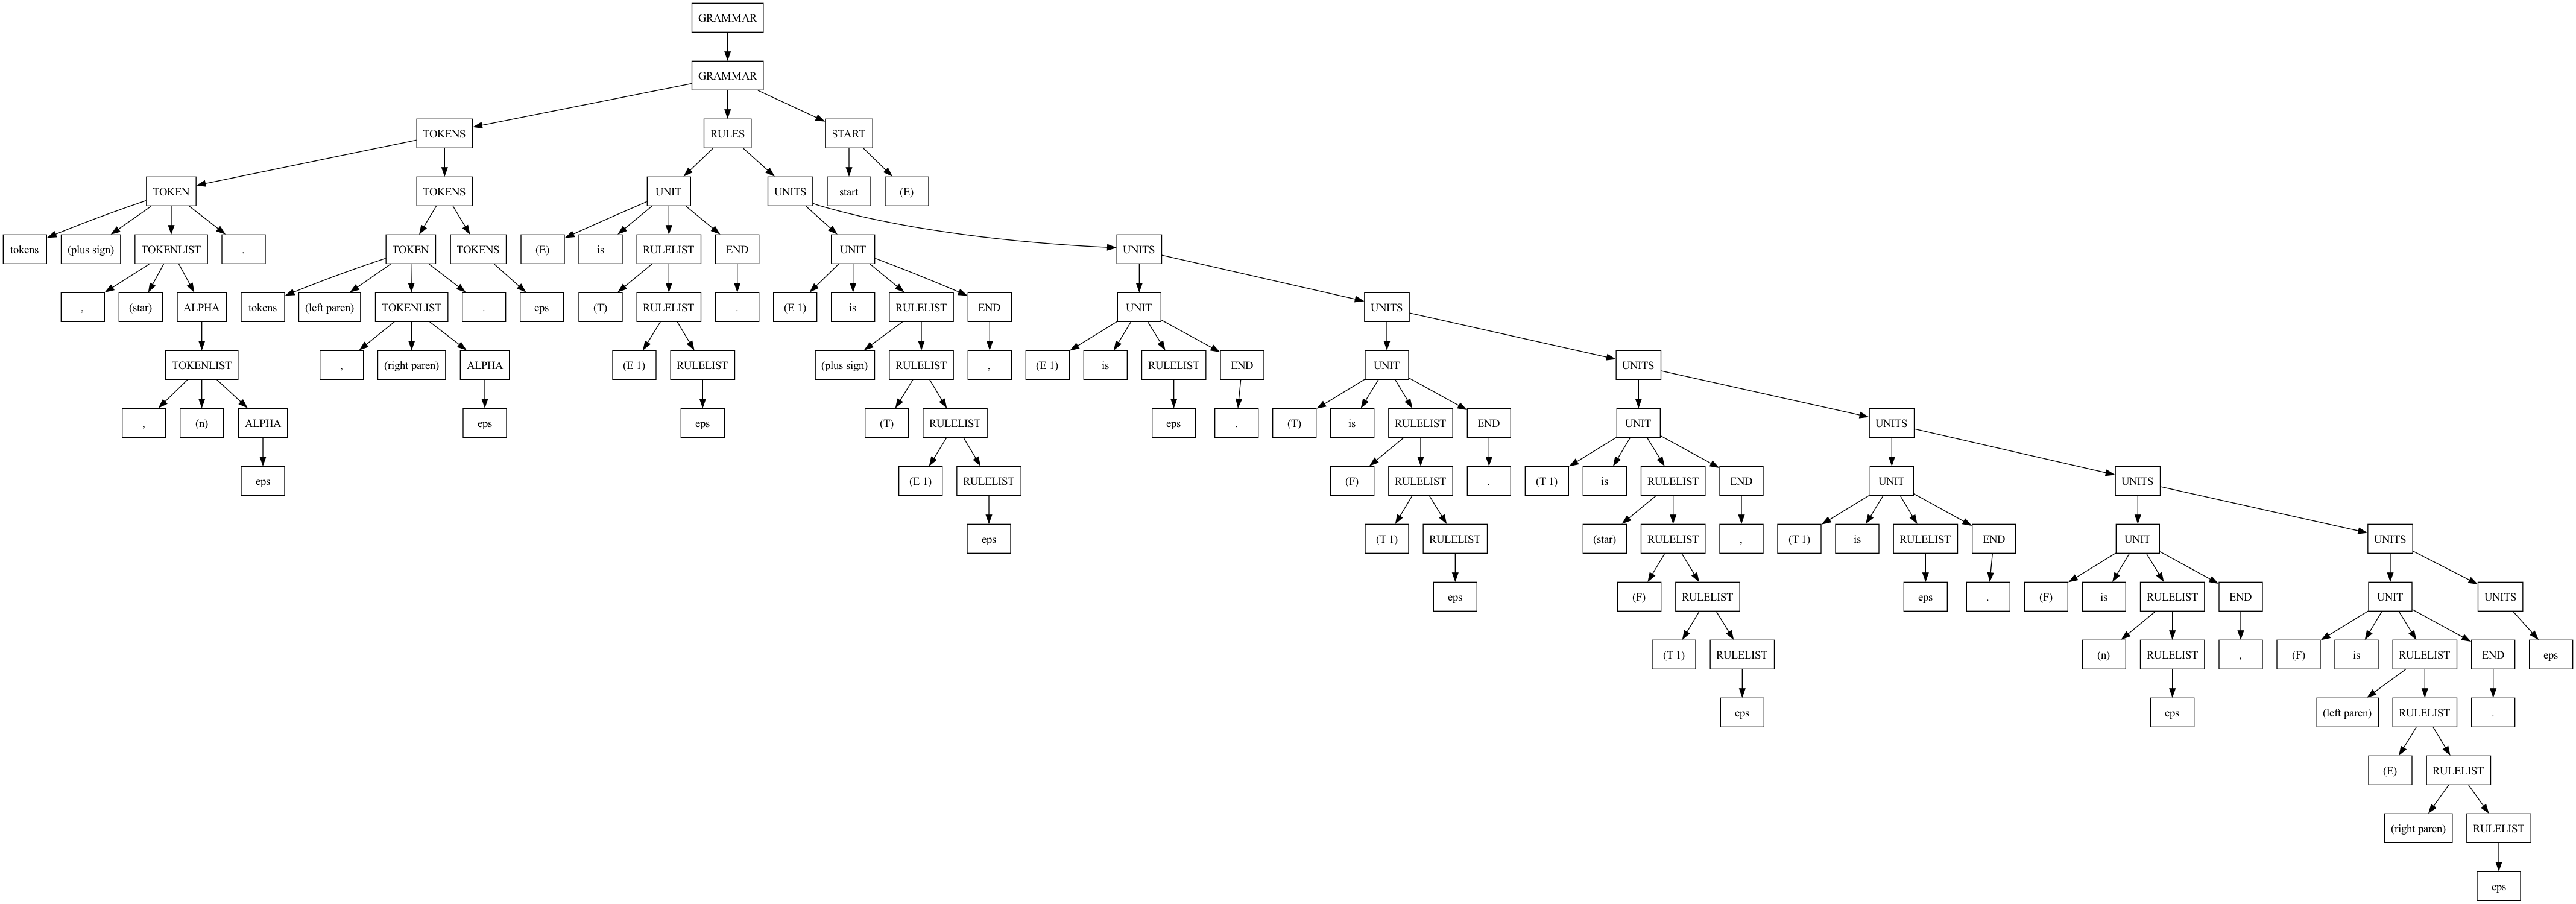 GRAMMAR
GRAMMAR
TOKENS RULES START
TOKEN TOKENS UNIT UNITS start (E)
tokens (plus sign) TOKENLIST . TOKEN TOKENS (E) is RULELIST END UNIT UNITS
, (star) ALPHA tokens (left paren) TOKENLIST . eps (T) RULELIST . (E 1) is RULELIST END UNIT UNITS
TOKENLIST , (right paren) ALPHA (E 1) RULELIST (plus sign) RULELIST , (E 1) is RULELIST END UNIT UNITS
, (n) ALPHA eps eps (T) RULELIST eps . (T) is RULELIST END UNIT UNITS
eps (E 1) RULELIST (F) RULELIST . (T 1) is RULELIST END UNIT UNITS
eps (T 1) RULELIST (star) RULELIST , (T 1) is RULELIST END UNIT UNITS
eps (F) RULELIST eps . (F) is RULELIST END UNIT UNITS
(T 1) RULELIST (n) RULELIST , (F) is RULELIST END eps
eps eps (left paren) RULELIST .
(E) RULELIST
(right paren) RULELIST
eps